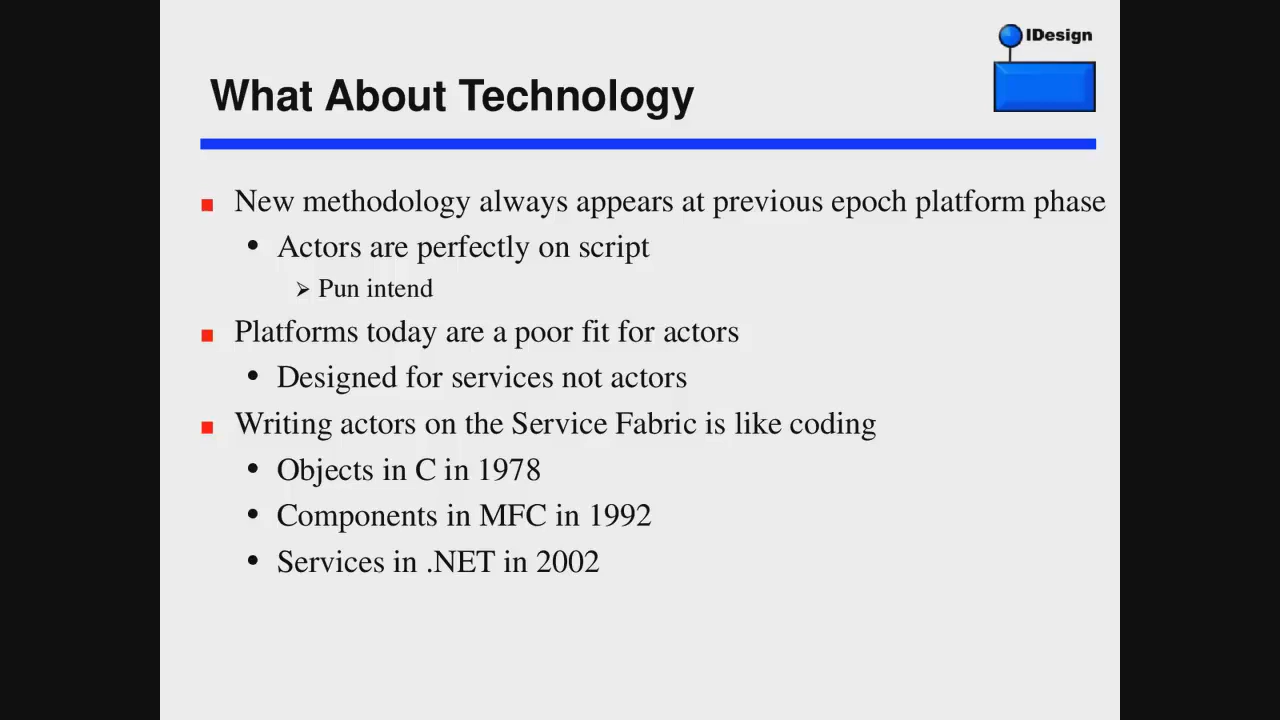 IDesign
What About Technology
New methodology always appears at previous epoch platform phase
Actors are perfectly on script
Pun intend
Platforms today are a poor fit for actors
Designed for services not actors
Writing actors on the Service Fabric is like coding
Objects in C in 1978
Components in MFC in 1992
Services in .NET in 2002